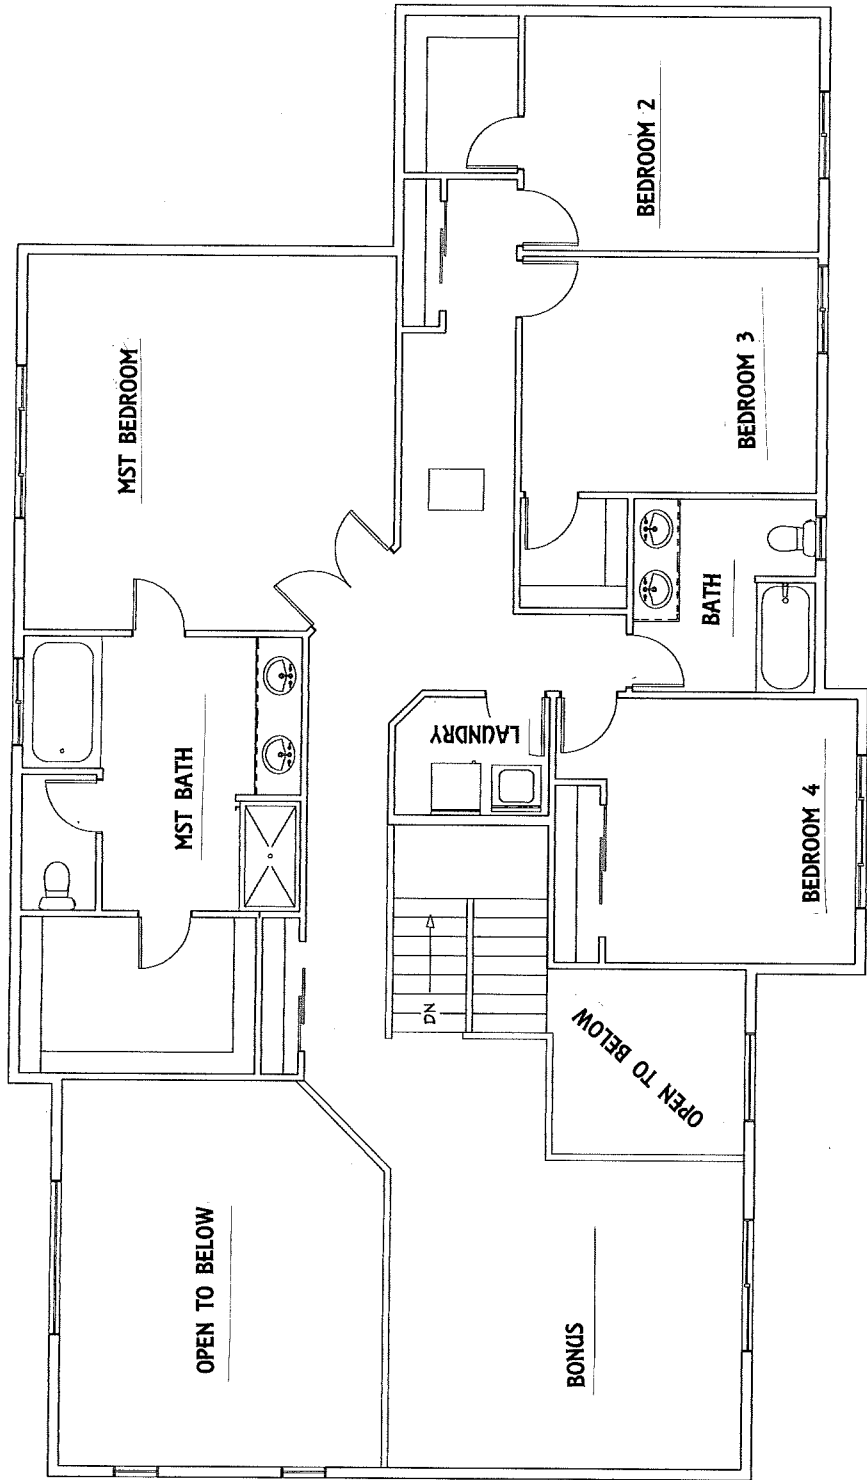 MST BEDROOM
BEDROOM 2
BEDROOM 3
MST BATH
BATH
LAUNDRY
BEDROOM 4
DN
OPEN TO BELOW
OPEN TO BELOW
BONUS